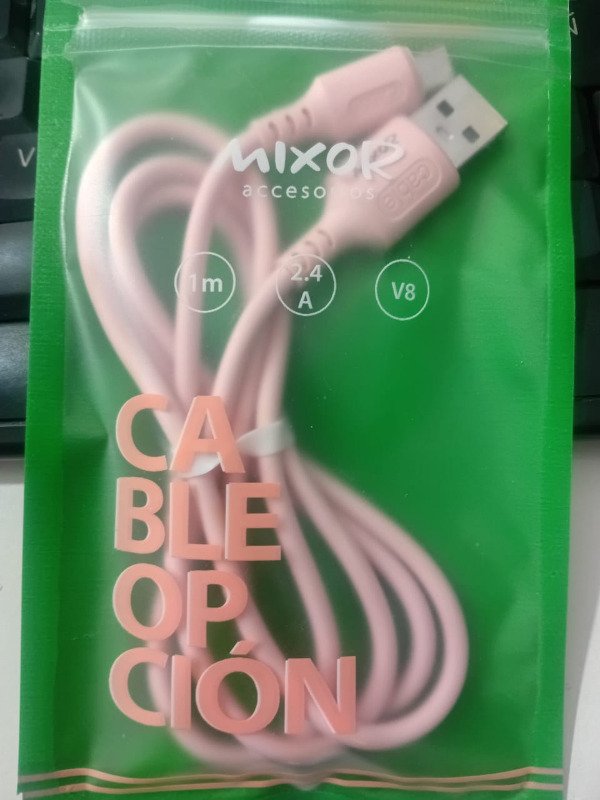 MIXOR
accesorios
1m
2.4
A
V8
CA
BLE
OP
CIÓN